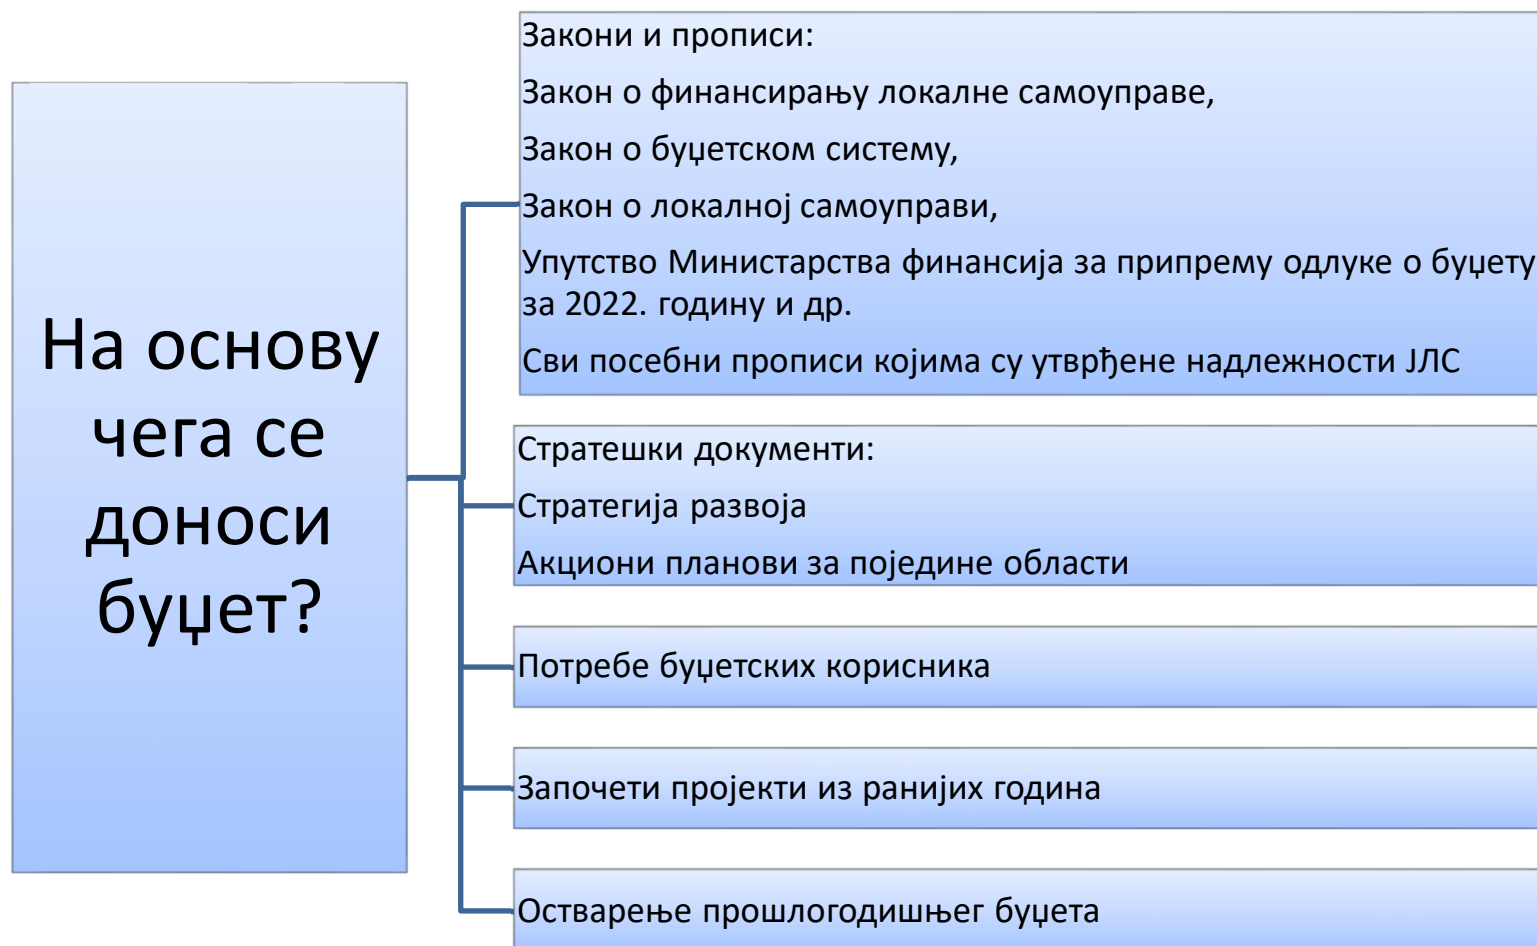 На основу
чега се
доноси
буџет?
Закони и прописи:
Закон о финансирању локалне самоуправе,
Закон о буџетском систему,
Закон о локалној самоуправи,
Упутство Министарства финансија за припрему одлуке о буџету
за 2022. годину и др.
Сви посебни прописи којима су утврђене надлежности ЈЛС
Стратешки документи:
Стратегија развоја
Акциони планови за поједине области
Потребе буџетских корисника
Започети пројекти из ранијих година
Остварење прошлогодишњег буџета